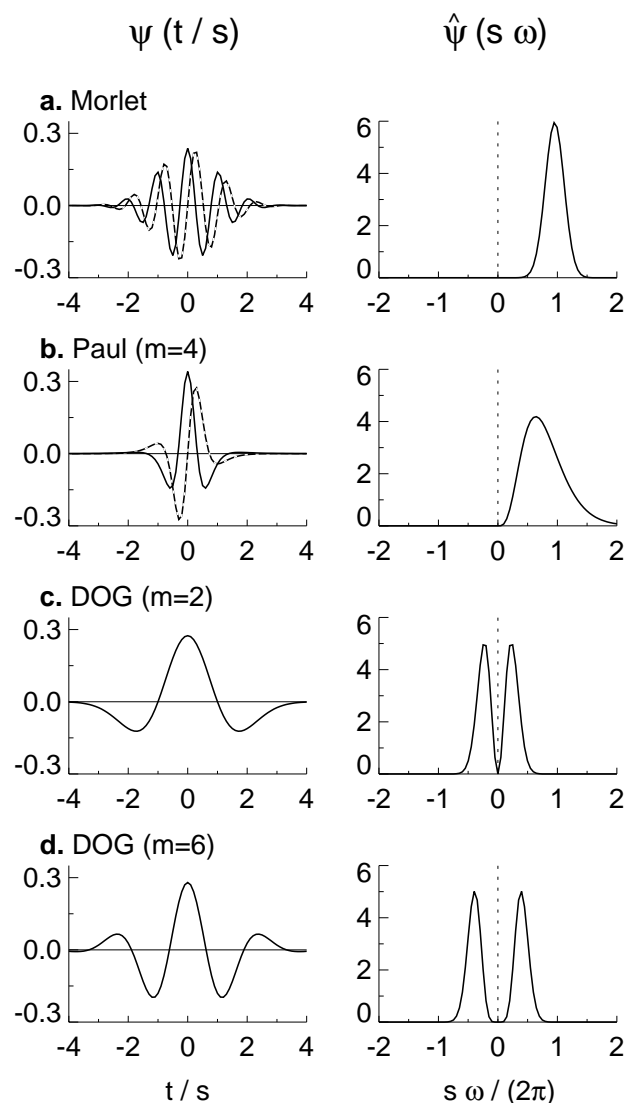 ψ (t / s)
ψ̂ (s ω)
a. Morlet
0.3
0.0
-0.3
-4 -2 0 2 4
6
4
2
0
-2 -1 0 1 2
b. Paul (m=4)
0.3
0.0
-0.3
-4 -2 0 2 4
6
4
2
0
-2 -1 0 1 2
c. DOG (m=2)
0.3
0.0
-0.3
-4 -2 0 2 4
6
4
2
0
-2 -1 0 1 2
d. DOG (m=6)
0.3
0.0
-0.3
-4 -2 0 2 4
t / s
6
4
2
0
-2 -1 0 1 2
s ω / (2π)